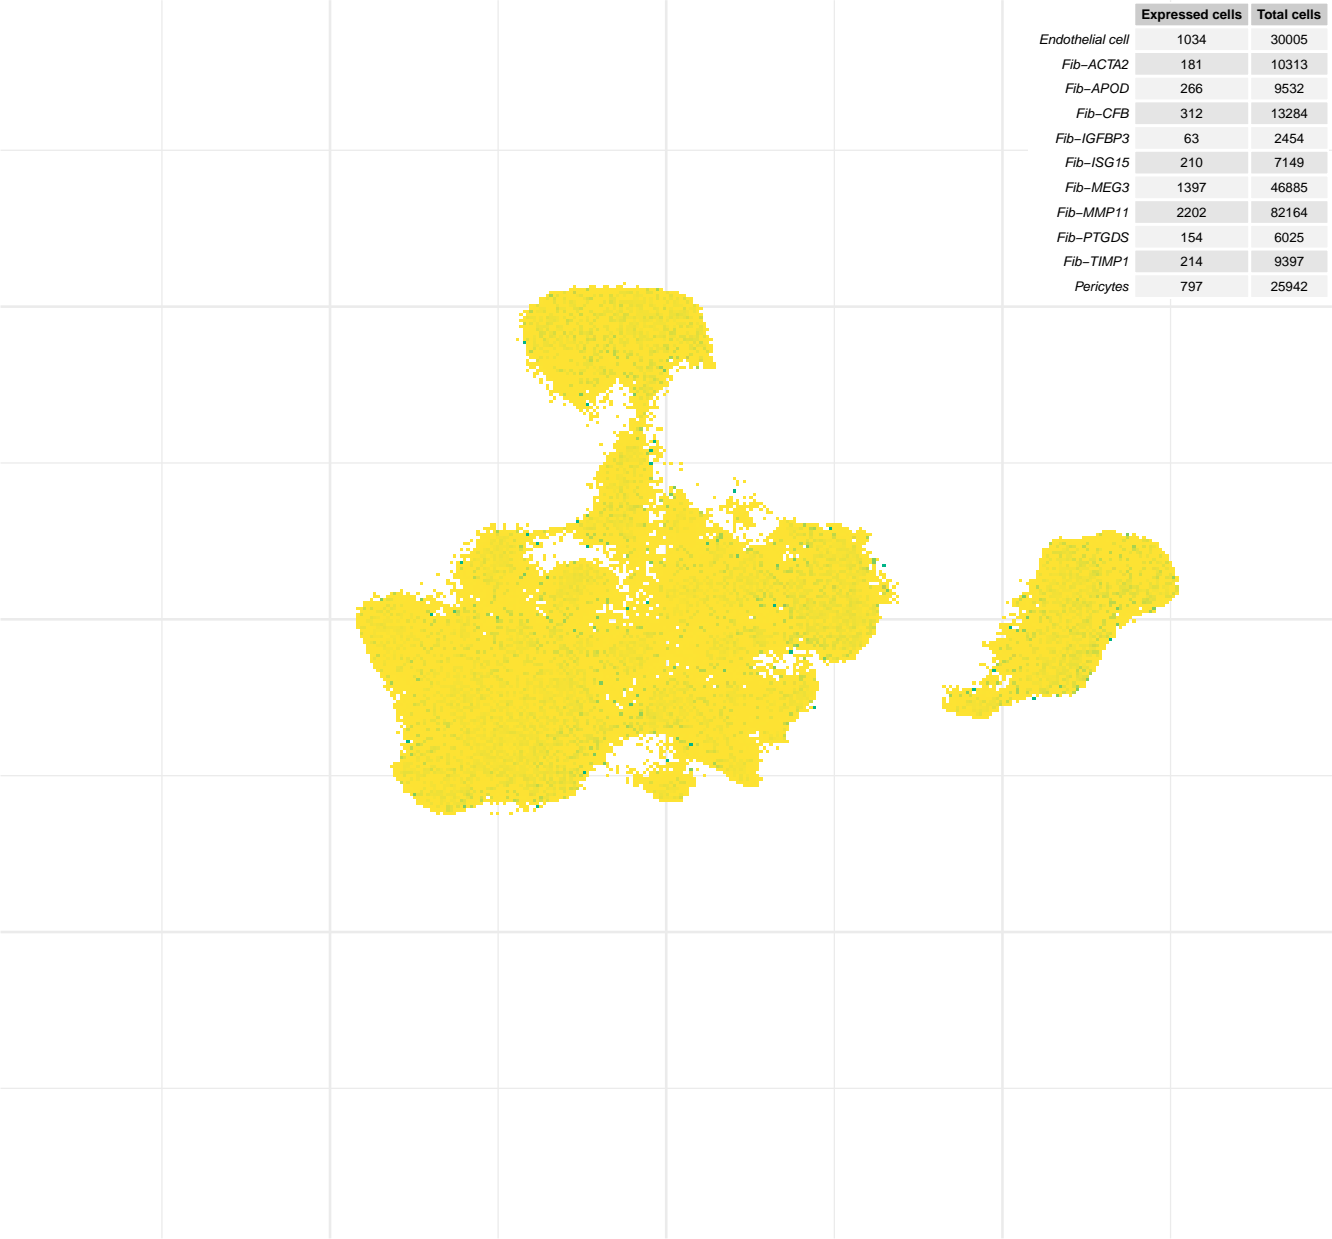 Expressed cells Total cells
Endothelial cell 1034 30005
Fib−ACTA2 181 10313
Fib−APOD 266 9532
Fib−CFB 312 13284
Fib−IGFBP3 63 2454
Fib−ISG15 210 7149
Fib−MEG3 1397 46885
Fib−MMP11 2202 82164
Fib−PTGDS 154 6025
Fib−TIMP1 214 9397
Pericytes 797 25942